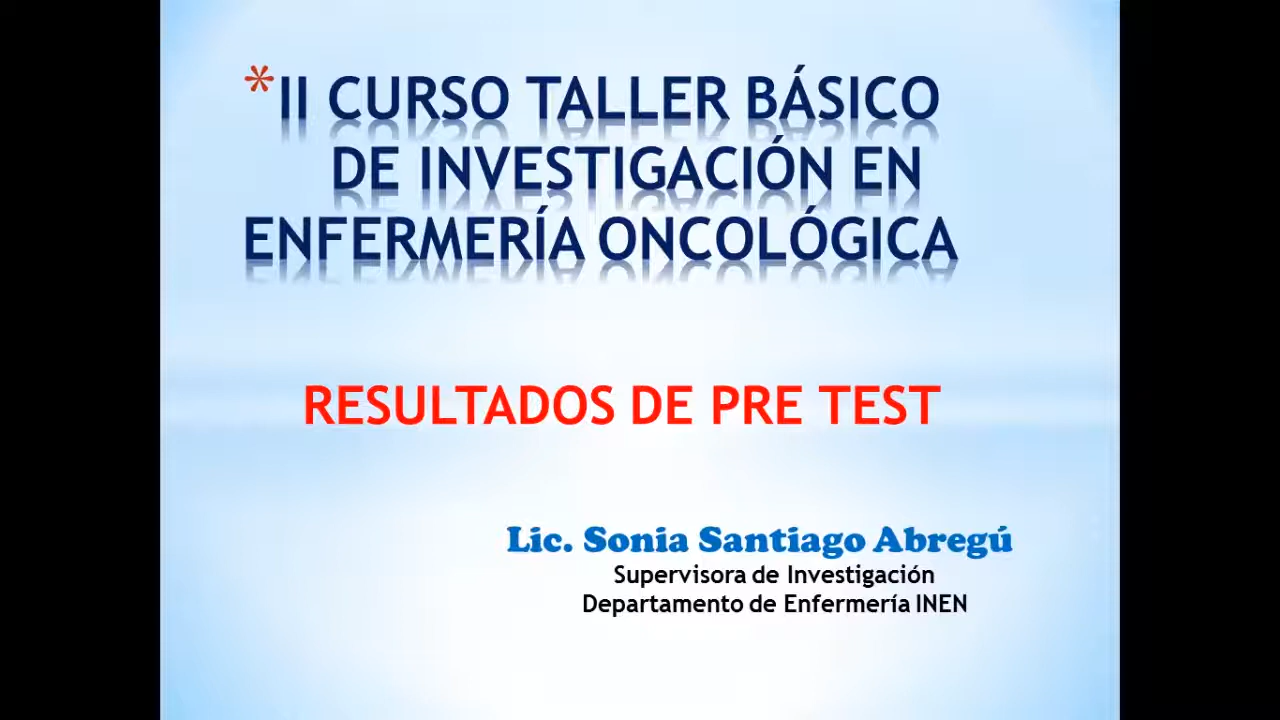 *II CURSO TALLER BÁSICO
DE INVESTIGACIÓN EN
ENFERMERÍA ONCOLÓGICA
RESULTADOS DE PRE TEST
Lic. Sonia Santiago Abregú
Supervisora de Investigación
Departamento de Enfermería INEN